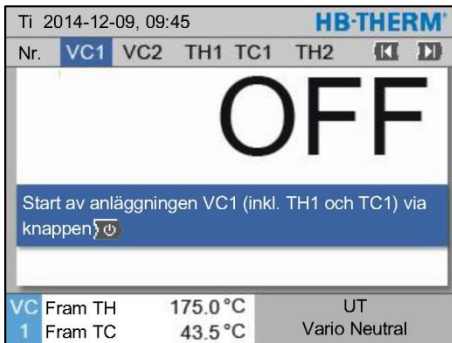 Ti 2014-12-09, 09:45 HB-THERM
Nr. VC1 VC2 TH1 TC1 TH2
OFF
Start av anläggningen VC1 (inkl. TH1 och TC1) via
knappen
VC Fram TH 175.0 °C UT
1 Fram TC 43.5 °C Vario Neutral